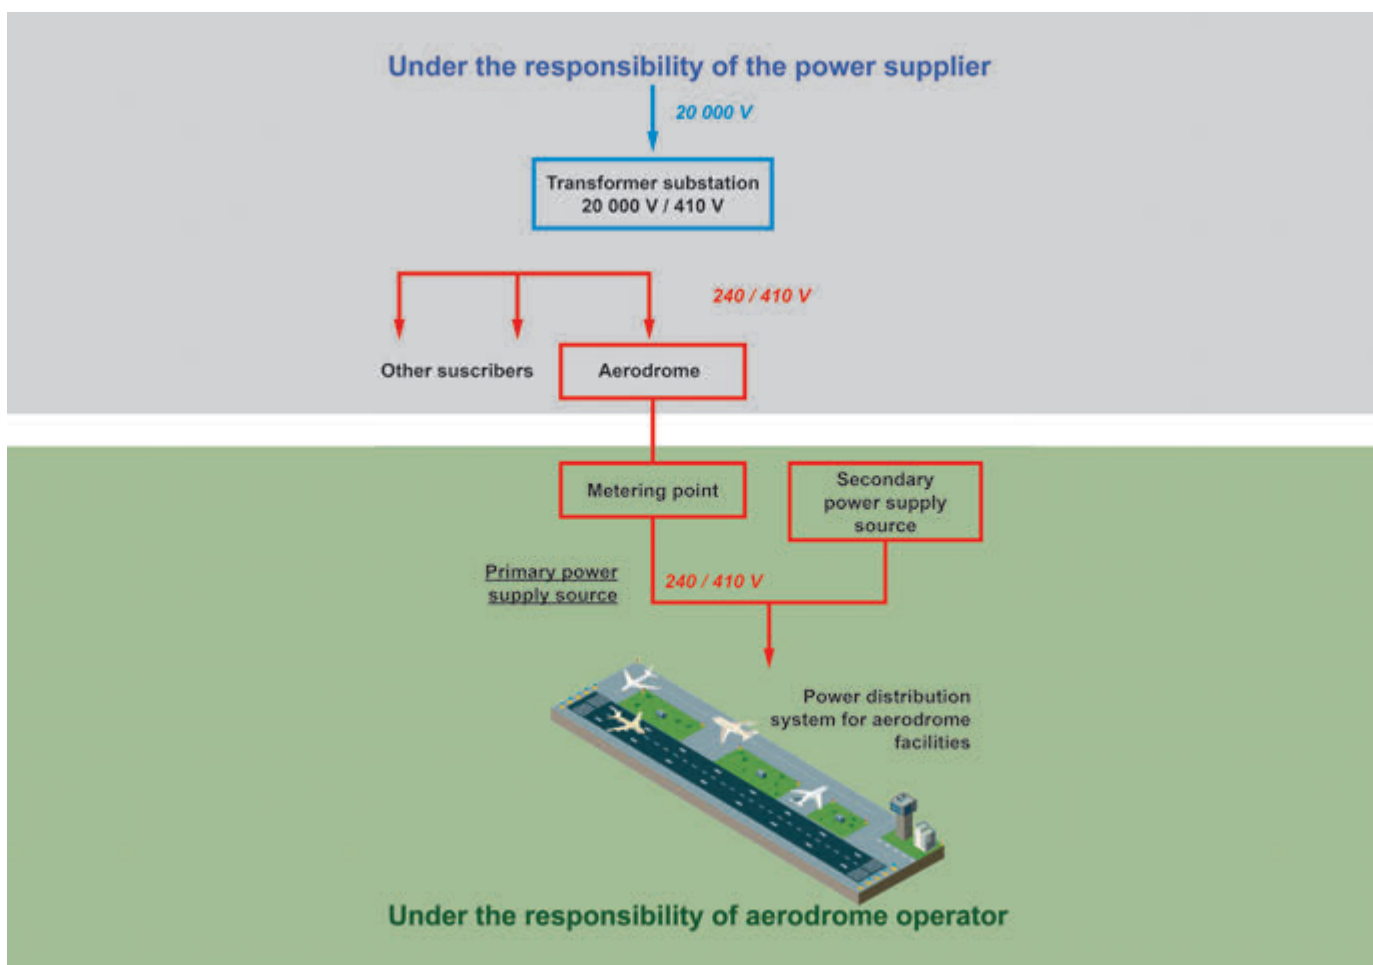 Under the responsibility of the power supplier
20 000 V
Transformer substation
20 000 V / 410 V
240 / 410 V
Other suscribers
Aerodrome
Metering point
Secondary
power supply
source
Primary power
supply source
240 / 410 V
Power distribution
system for aerodrome
facilities
Under the responsibility of aerodrome operator